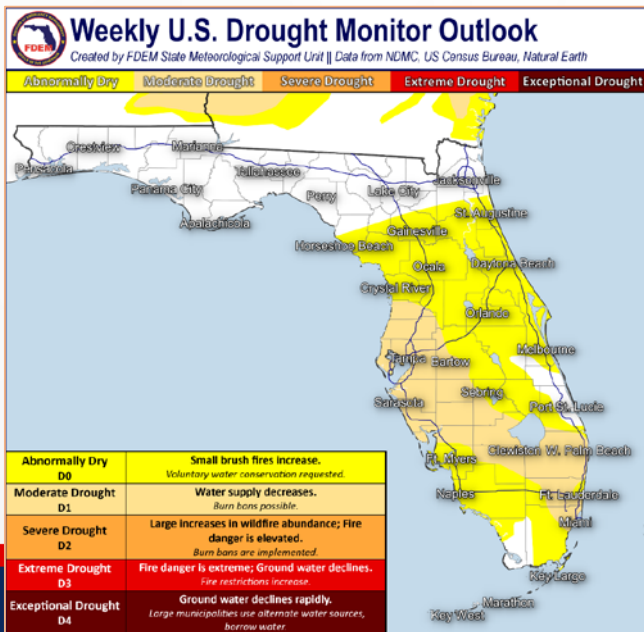 FDEM
Weekly U.S. Drought Monitor Outlook
Created by FDEM State Meteorological Support Unit || Data from NDMC, US Census Bureau, Natural Earth
Abnormally Dry Moderate Drought Severe Drought Extreme Drought Exceptional Drought
Crestview
Marianna
Pensacola
Tallahassee
Jacksonville
Panama City
Perry
Lake City
Apalachicola
St. Augustine
Gainesville
Horseshoe Beach
Ocala
Daytona Beach
Crystal River
Orlando
Melbourne
Tampa
Bartow
Sebring
Sarasota
Port St. Lucie
Clewiston W. Palm Beach
Ft. Myers
Naples
Ft. Lauderdale
Miami
Key Largo
Marathon
Key West
Abnormally Dry
D0
Small brush fires increase.
Voluntary water conservation requested.
Moderate Drought
D1
Water supply decreases.
Burn bans possible.
Severe Drought
D2
Large increases in wildfire abundance; Fire
danger is elevated.
Burn bans are implemented.
Extreme Drought
D3
Fire danger is extreme; Ground water declines.
Fire restrictions increase.
Exceptional Drought
D4
Ground water declines rapidly.
Large municipalities use alternate water sources,
borrow water.